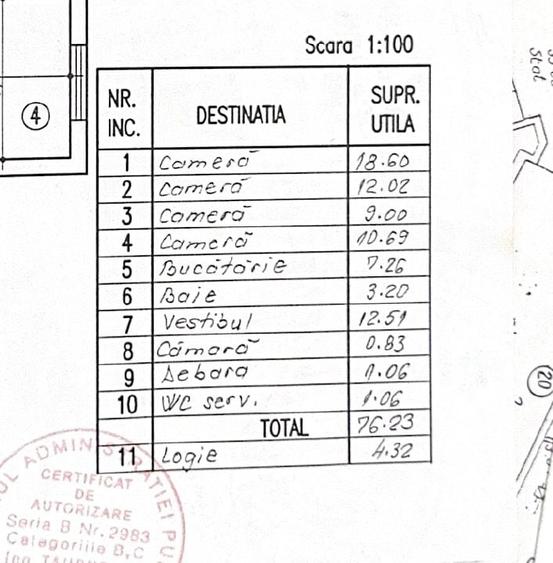 Scara 1:100
NR. INC. DESTINATIA SUPR. UTILA
1 Cameră 18.60
2 Cameră 12.02
3 Cameră 9.00
4 Cameră 10.69
5 Bucătărie 7.26
6 Baie 3.20
7 Vestibul 12.51
8 Cămară 0.83
9 Debara 1.06
10 WC serv. 1.06
TOTAL 76.23
11 Logie 4.32
4
20
Stat
ADMINISTRATIEI
CERTIFICAT
DE
AUTORIZARE
Seria B Nr. 2983
Categoriile B,C